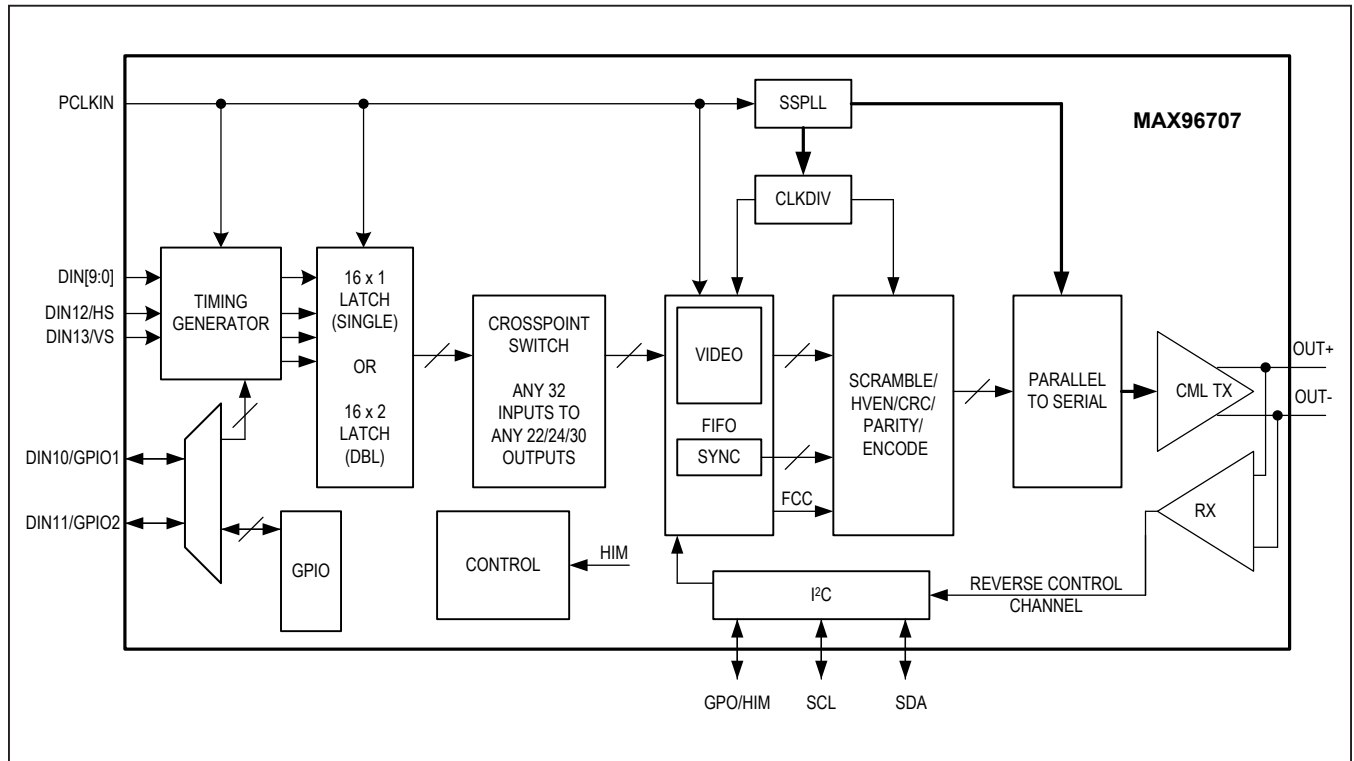 PCLKIN
SSPLL
MAX96707
CLKDIV
DIN[9:0]
DIN12/HS
DIN13/VS
TIMING
GENERATOR
16 x 1
LATCH
(SINGLE)
OR
16 x 2
LATCH
(DBL)
CROSSPOINT
SWITCH
ANY 32
INPUTS TO
ANY 22/24/30
OUTPUTS
VIDEO
FIFO
SYNC
FCC
SCRAMBLE/
HVEN/CRC/
PARITY/
ENCODE
PARALLEL
TO SERIAL
CML TX
OUT+
OUT-
RX
DIN10/GPIO1
DIN11/GPIO2
GPIO
CONTROL
HIM
I²C
REVERSE CONTROL
CHANNEL
GPO/HIM
SCL
SDA